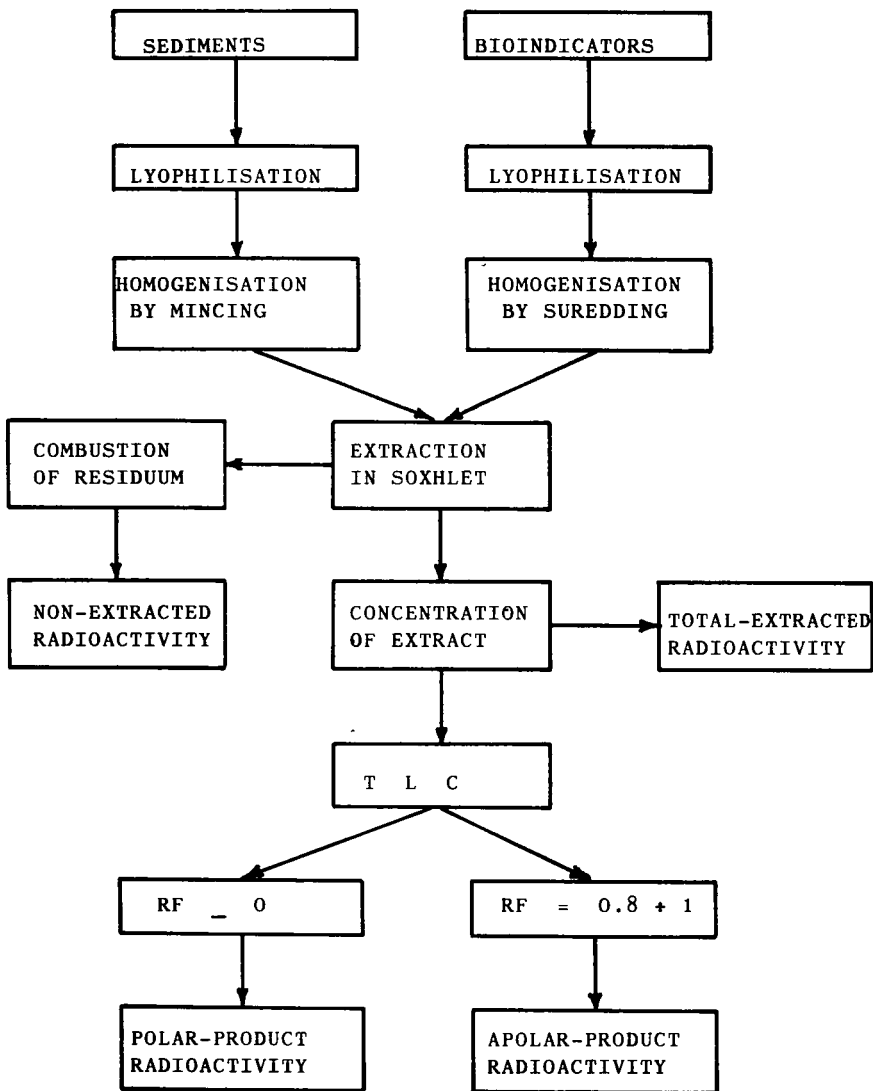 SEDIMENTS
BIOINDICATORS
LYOPHILISATION
LYOPHILISATION
HOMOGENISATION
BY MINCING
HOMOGENISATION
BY SUREDDING
COMBUSTION
OF RESIDUUM
EXTRACTION
IN SOXHLET
NON-EXTRACTED
RADIOACTIVITY
CONCENTRATION
OF EXTRACT
TOTAL-EXTRACTED
RADIOACTIVITY
T L C
RF _ O
RF = 0.8 + 1
POLAR-PRODUCT
RADIOACTIVITY
APOLAR-PRODUCT
RADIOACTIVITY